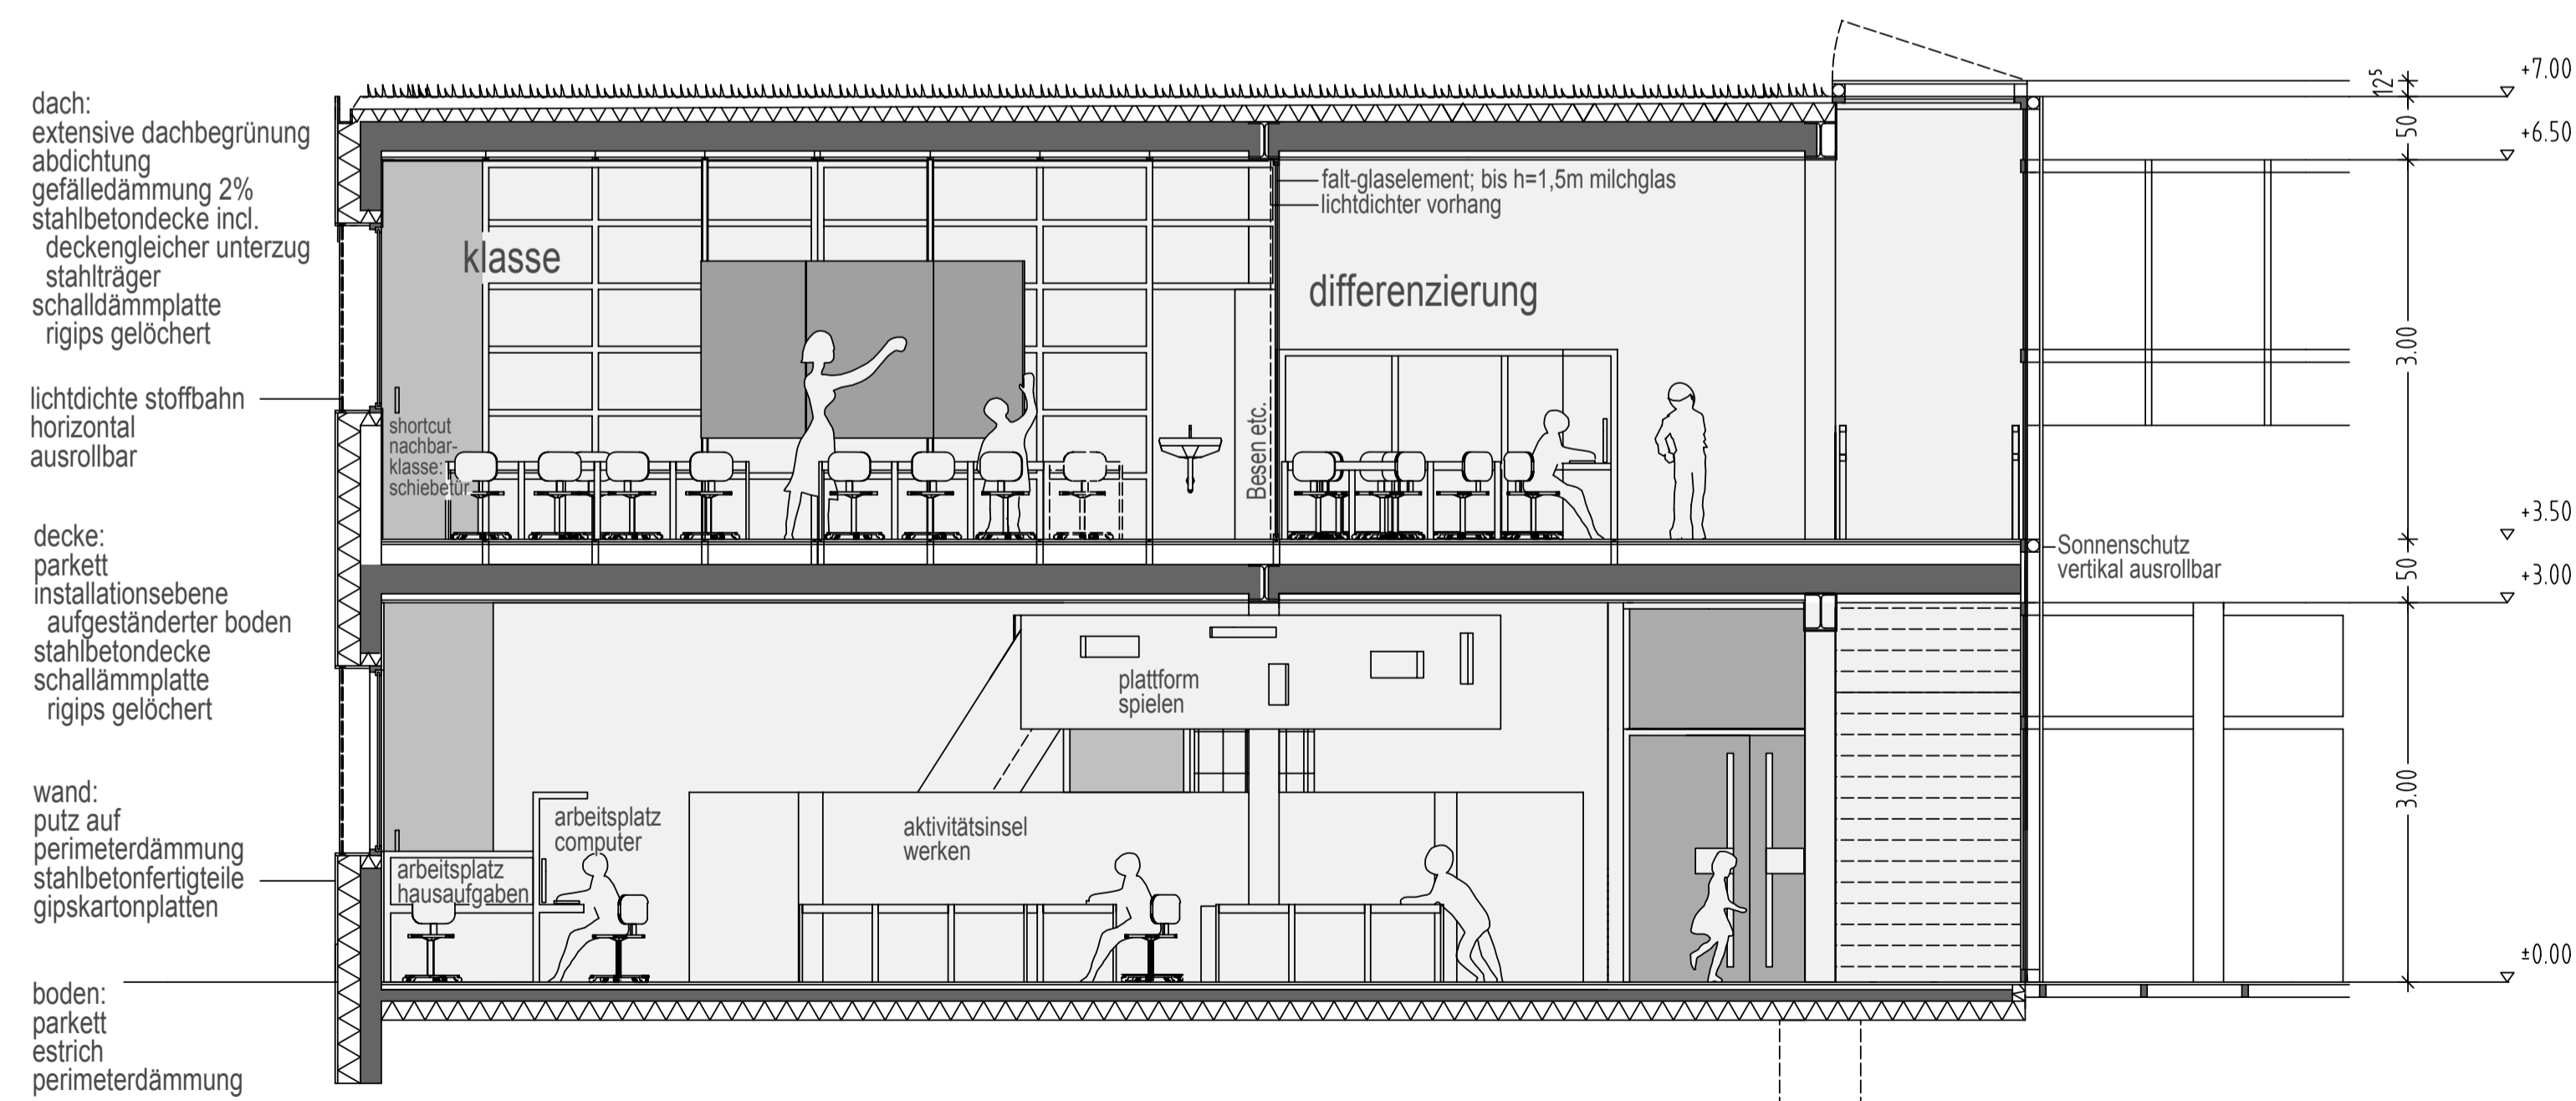 dach:
extensive dachbegrünung
abdichtung
gefälledämmung 2%
stahlbetondecke incl.
deckengleicher unterzug
stahlträger
schalldämmplatte
rigips gelöchert
lichtdichte stoffbahn
horizontal
ausrollbar
decke:
parkett
installationsebene
aufgeständerter boden
stahlbetondecke
schallämmplatte
rigips gelöchert
wand:
putz auf
perimeterdämmung
stahlbetonfertigteile
gipskartonplatten
boden:
parkett
estrich
perimeterdämmung
klasse
shortcut
nachbar-
klasse:
schiebetür
Besen etc.
falt-glaselement; bis h=1,5m milchglas
lichtdichter vorhang
differenzierung
plattform
spielen
arbeitsplatz
computer
arbeitsplatz
hausaufgaben
aktivitätsinsel
werken
Sonnenschutz
vertikal ausrollbar
12⁵
50
3.00
50
3.00
+7.00
+6.50
+3.50
+3.00
±0.00